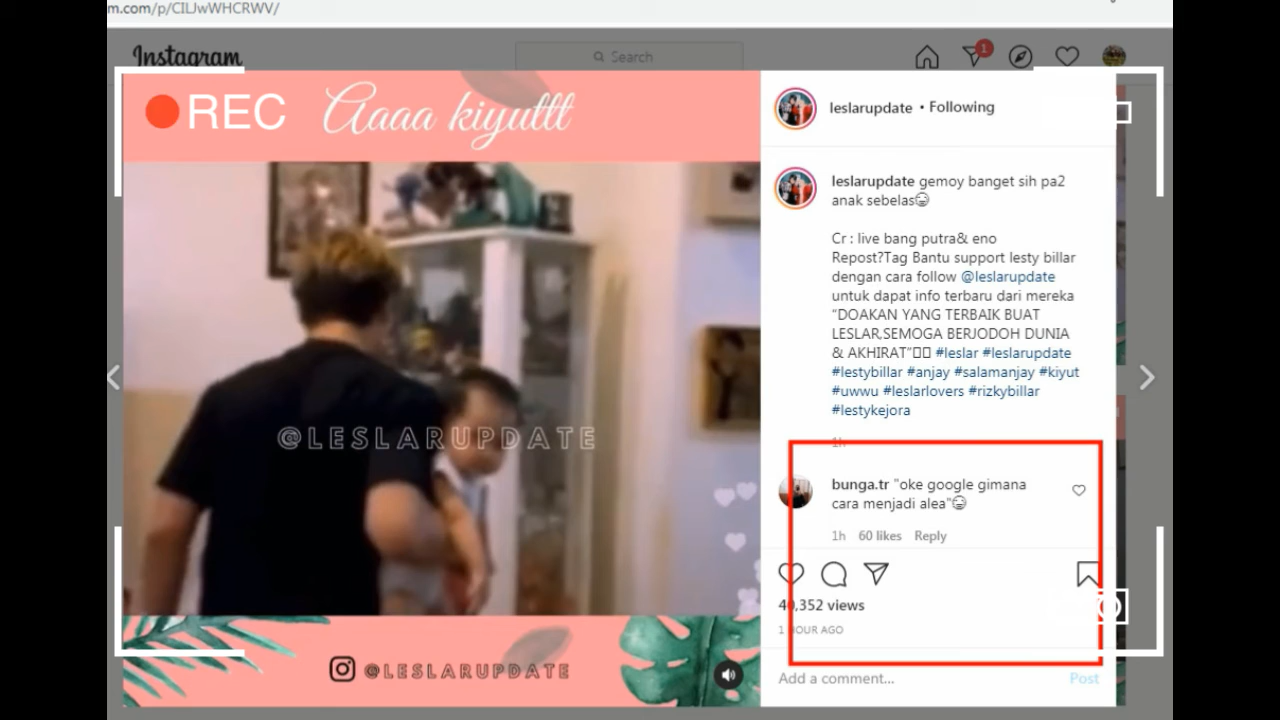 m.com/p/CILJwWHCRWV/
Instagram
Search
1
REC
Aaaa kiyuttt
leslarupdate • Following
leslarupdate gemoy banget sih pa2
anak sebelas
Cr : live bang putra& eno
Repost?Tag Bantu support lesty billar
dengan cara follow @leslarupdate
untuk dapat info terbaru dari mereka
"DOAKAN YANG TERBAIK BUAT
LESLAR,SEMOGA BERJODOH DUNIA
& AKHIRAT" #leslar #leslarupdate
#lestybillar #anjay #salamanjay #kiyut
#uwwu #leslarlovers #rizkybillar
#lestykejora
1h
@LESLARUPDATE
bunga.tr "oke google gimana
cara menjadi alea"
1h 60 likes Reply
40,352 views
1 HOUR AGO
@LESLARUPDATE
Add a comment... Post